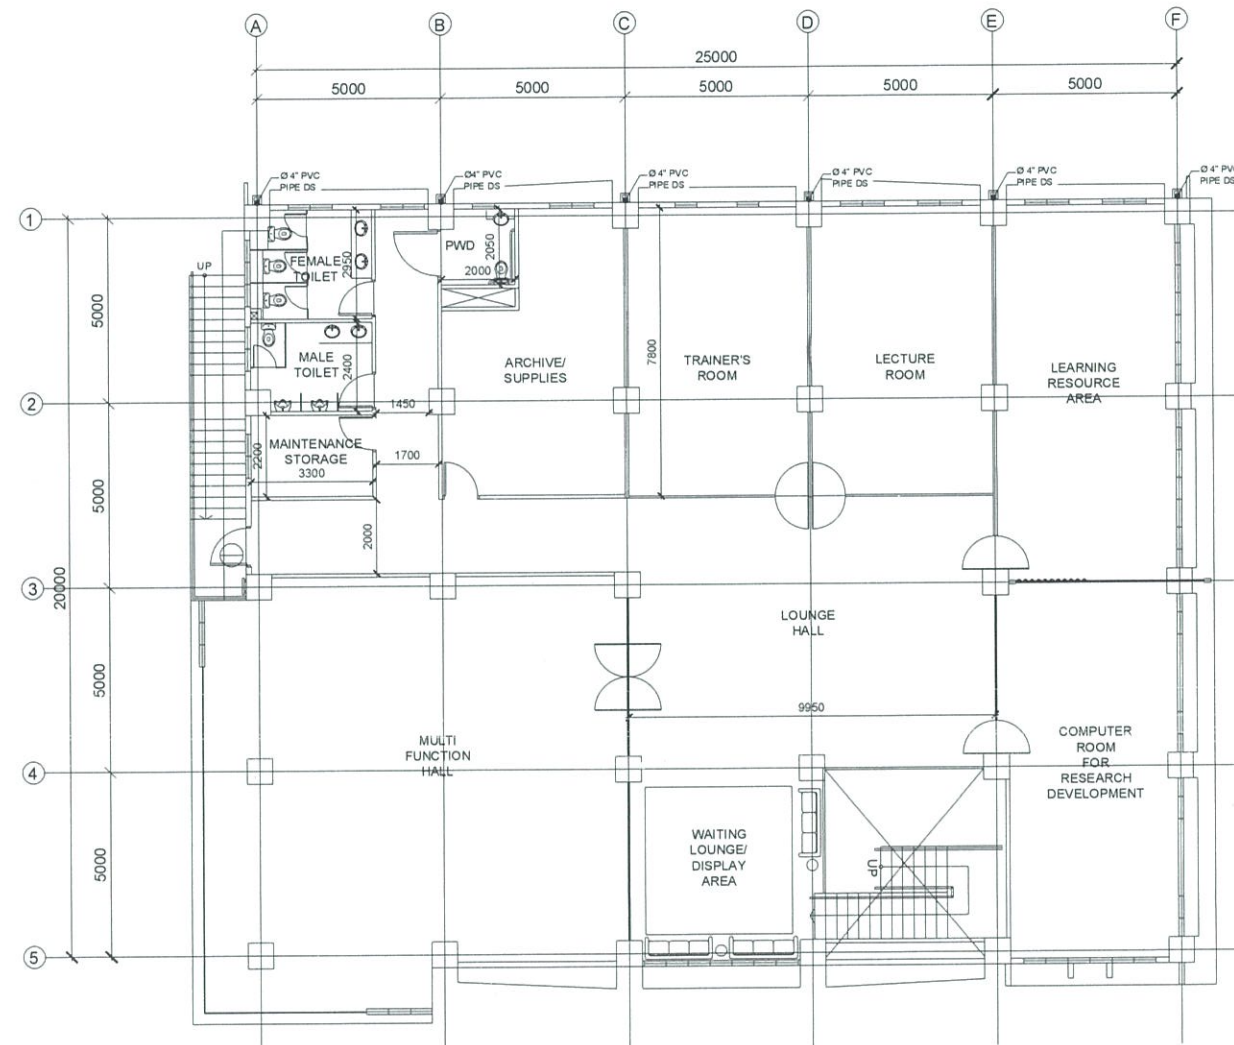 A
B
C
D
E
F
25000
5000
5000
5000
5000
5000
Ø 4" PVC
PIPE DS
Ø4" PVC
PIPE DS
Ø 4" PVC
PIPE DS
Ø 4" PVC
PIPE DS
Ø 4" PVC
PIPE DS
Ø 4" PVC
PIPE DS
1
2
3
4
5
20000
5000
5000
5000
5000
UP
FEMALE
TOILET
2950
PWD
2050
2000
MALE
TOILET
2400
1450
MAINTENANCE
STORAGE
3300
2200
1700
2000
ARCHIVE/
SUPPLIES
7800
TRAINER'S
ROOM
LECTURE
ROOM
LEARNING
RESOURCE
AREA
LOUNGE
HALL
9950
MULTI
FUNCTION
HALL
COMPUTER
ROOM
FOR
RESEARCH
DEVELOPMENT
WAITING
LOUNGE/
DISPLAY
AREA
UP